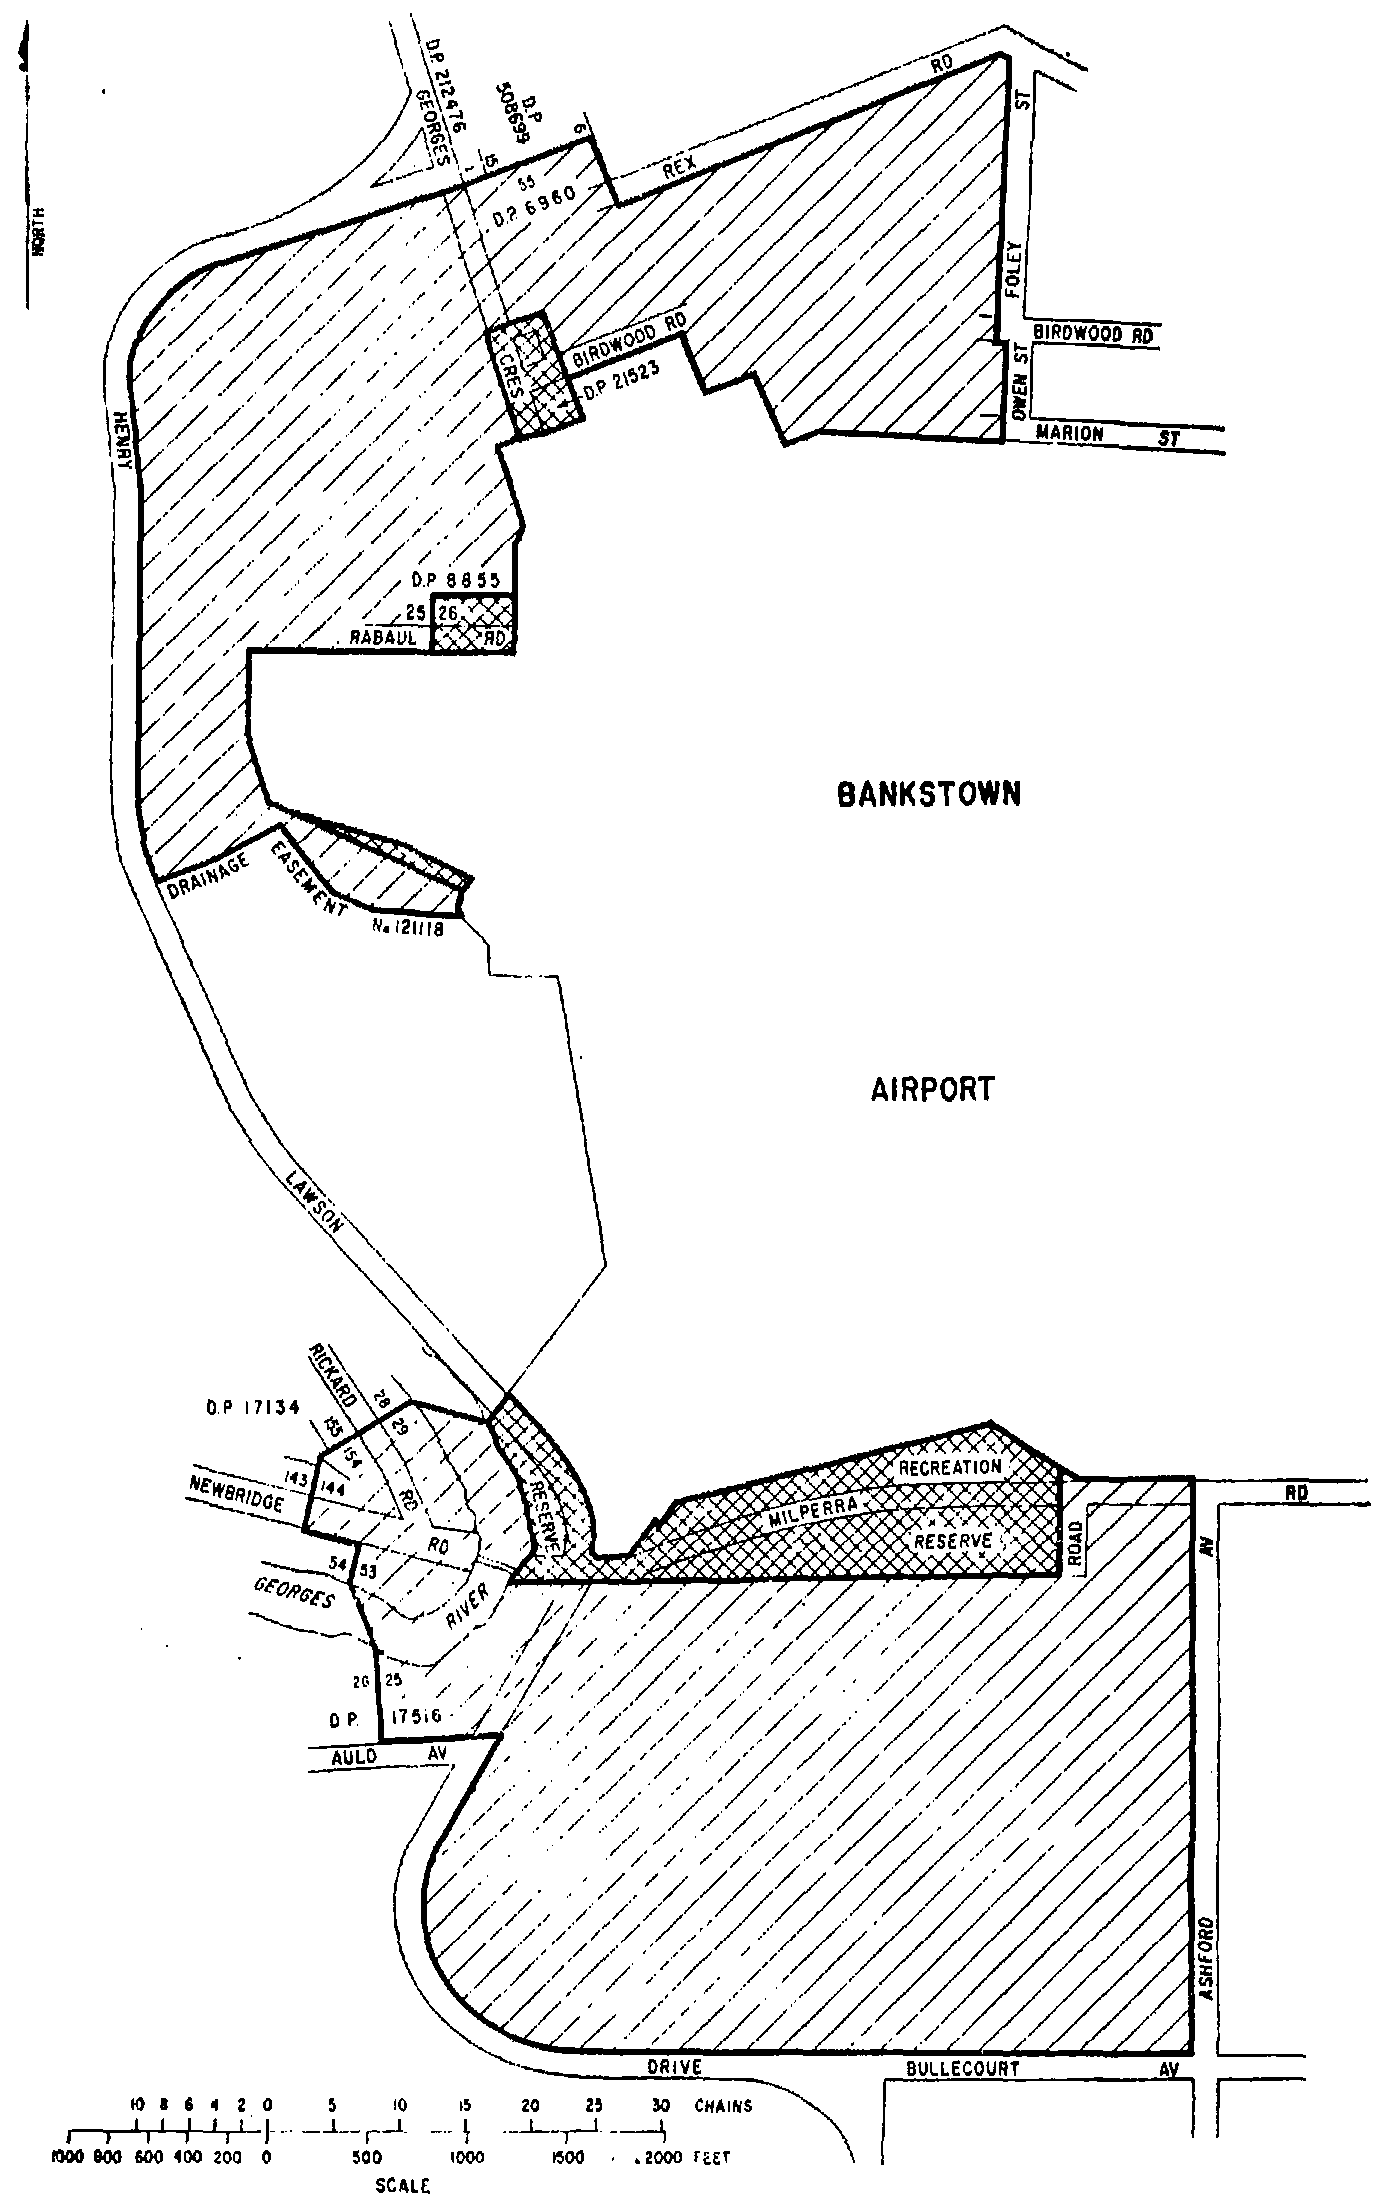 NORTH
D.P. 212476
GEORGES
D.P.
508699
1
15
6
55
D.P. 6960
REX
RD
ST
FOLEY
BIRDWOOD RD
BIRDWOOD RD
CRES
D.P. 21523
OWEN ST
MARION ST
HENRY
D.P. 8855
25
26
RABAUL
RD
BANKSTOWN
DRAINAGE
EASEMENT
No 121118
AIRPORT
LAWSON
RICKARD
RD
28
29
D.P. 17134
155
154
143
144
NEWBRIDGE
RD
RESERVE
RECREATION
MILPERRA
RESERVE
ROAD
RD
AV
54
53
GEORGES
RIVER
26
25
D.P. 17516
AULD AV
ASHFORD
DRIVE
BULLECOURT AV
10 8 6 4 2 0 5 10 15 20 25 30 CHAINS
1000 800 600 400 200 0 500 1000 1500 2000 FEET
SCALE